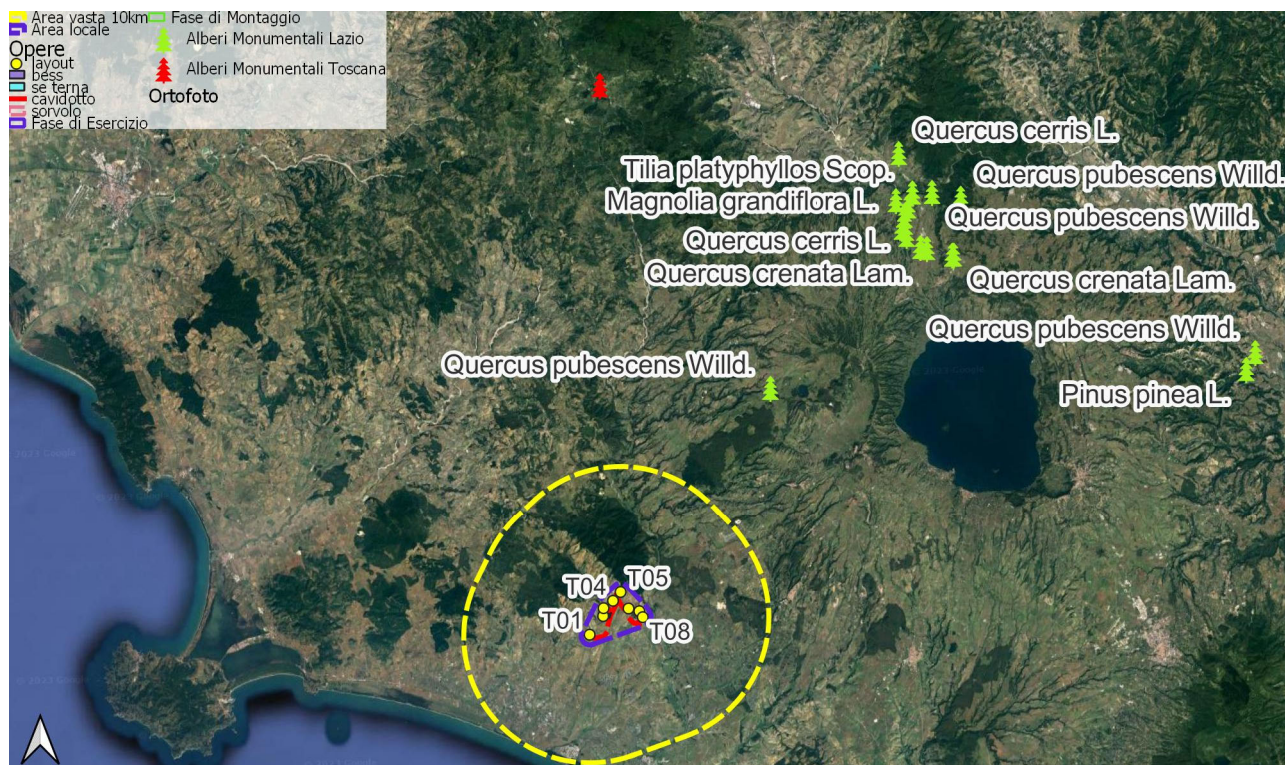 Area vasta 10km
Area locale
Opere
layout
bess
se terna
cavidotto
sorvolo
Fase di Esercizio
Fase di Montaggio
Alberi Monumentali Lazio
Alberi Monumentali Toscana
Ortofoto
Quercus cerris L.
Tilia platyphyllos Scop.
Quercus pubescens Willd.
Magnolia grandiflora L.
Quercus pubescens Willd.
Quercus cerris L.
Quercus crenata Lam.
Quercus crenata Lam.
Quercus pubescens Willd.
Quercus pubescens Willd.
Pinus pinea L.
T04
T05
T01
T08